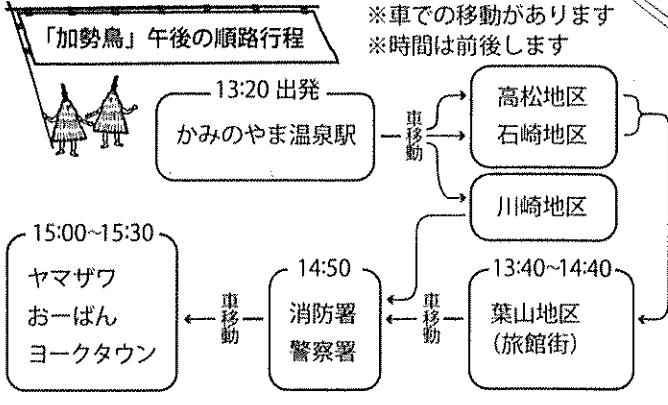 「加勢鳥」午後の順路行程
※車での移動があります
※時間は前後します
13:20 出発
かみのやま温泉駅
車移動
高松地区
石崎地区
川崎地区
13:40~14:40
葉山地区
(旅館街)
車移動
14:50
消防署
警察署
車移動
15:00~15:30
ヤマザワ
おーばん
ヨークタウン